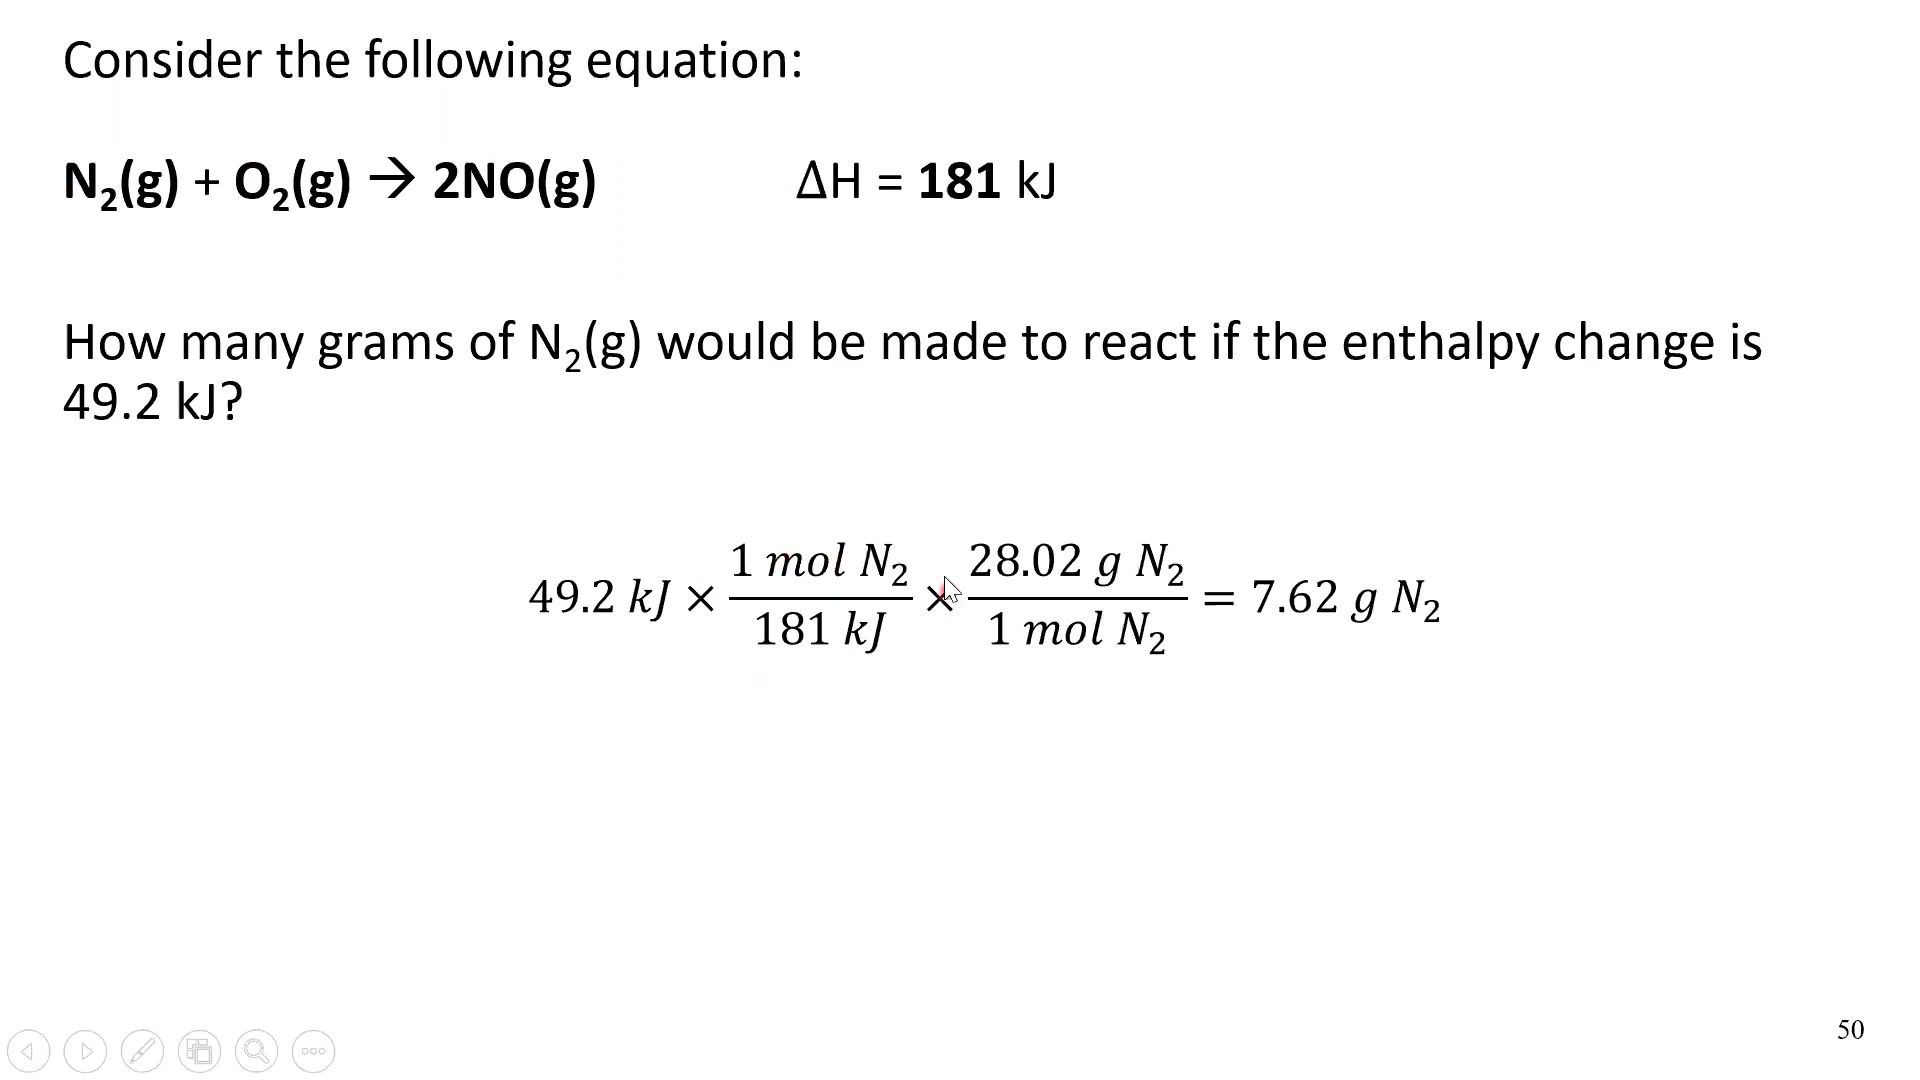 Consider the following equation:
N₂(g) + O₂(g) → 2NO(g) ΔH = 181 kJ
How many grams of N₂(g) would be made to react if the enthalpy change is
49.2 kJ?
49.2 kJ × 1 mol N₂ / 181 kJ × 28.02 g N₂ / 1 mol N₂ = 7.62 g N₂
50